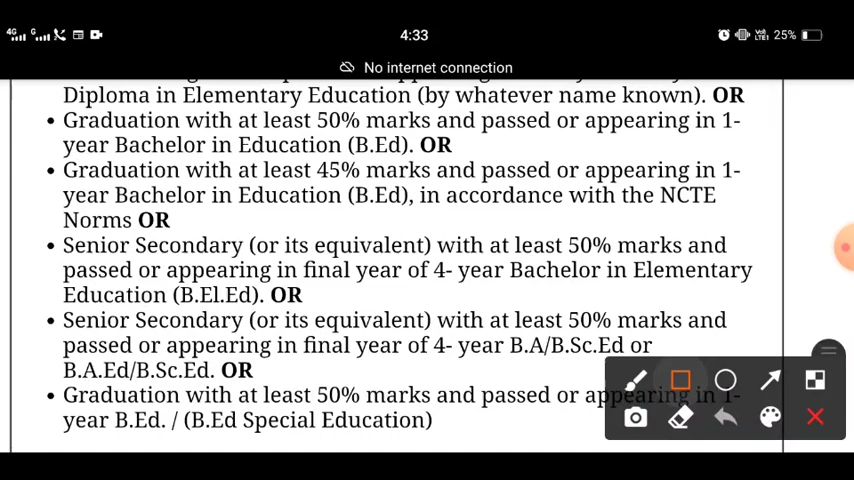 4G G 4:33 Vo) LTE1 25%
No internet connection
Diploma in Elementary Education (by whatever name known). OR
• Graduation with at least 50% marks and passed or appearing in 1-
year Bachelor in Education (B.Ed). OR
• Graduation with at least 45% marks and passed or appearing in 1-
year Bachelor in Education (B.Ed), in accordance with the NCTE
Norms OR
• Senior Secondary (or its equivalent) with at least 50% marks and
passed or appearing in final year of 4- year Bachelor in Elementary
Education (B.El.Ed). OR
• Senior Secondary (or its equivalent) with at least 50% marks and
passed or appearing in final year of 4- year B.A/B.Sc.Ed or
B.A.Ed/B.Sc.Ed. OR
• Graduation with at least 50% marks and passed or appearing in 1-
year B.Ed. / (B.Ed Special Education)